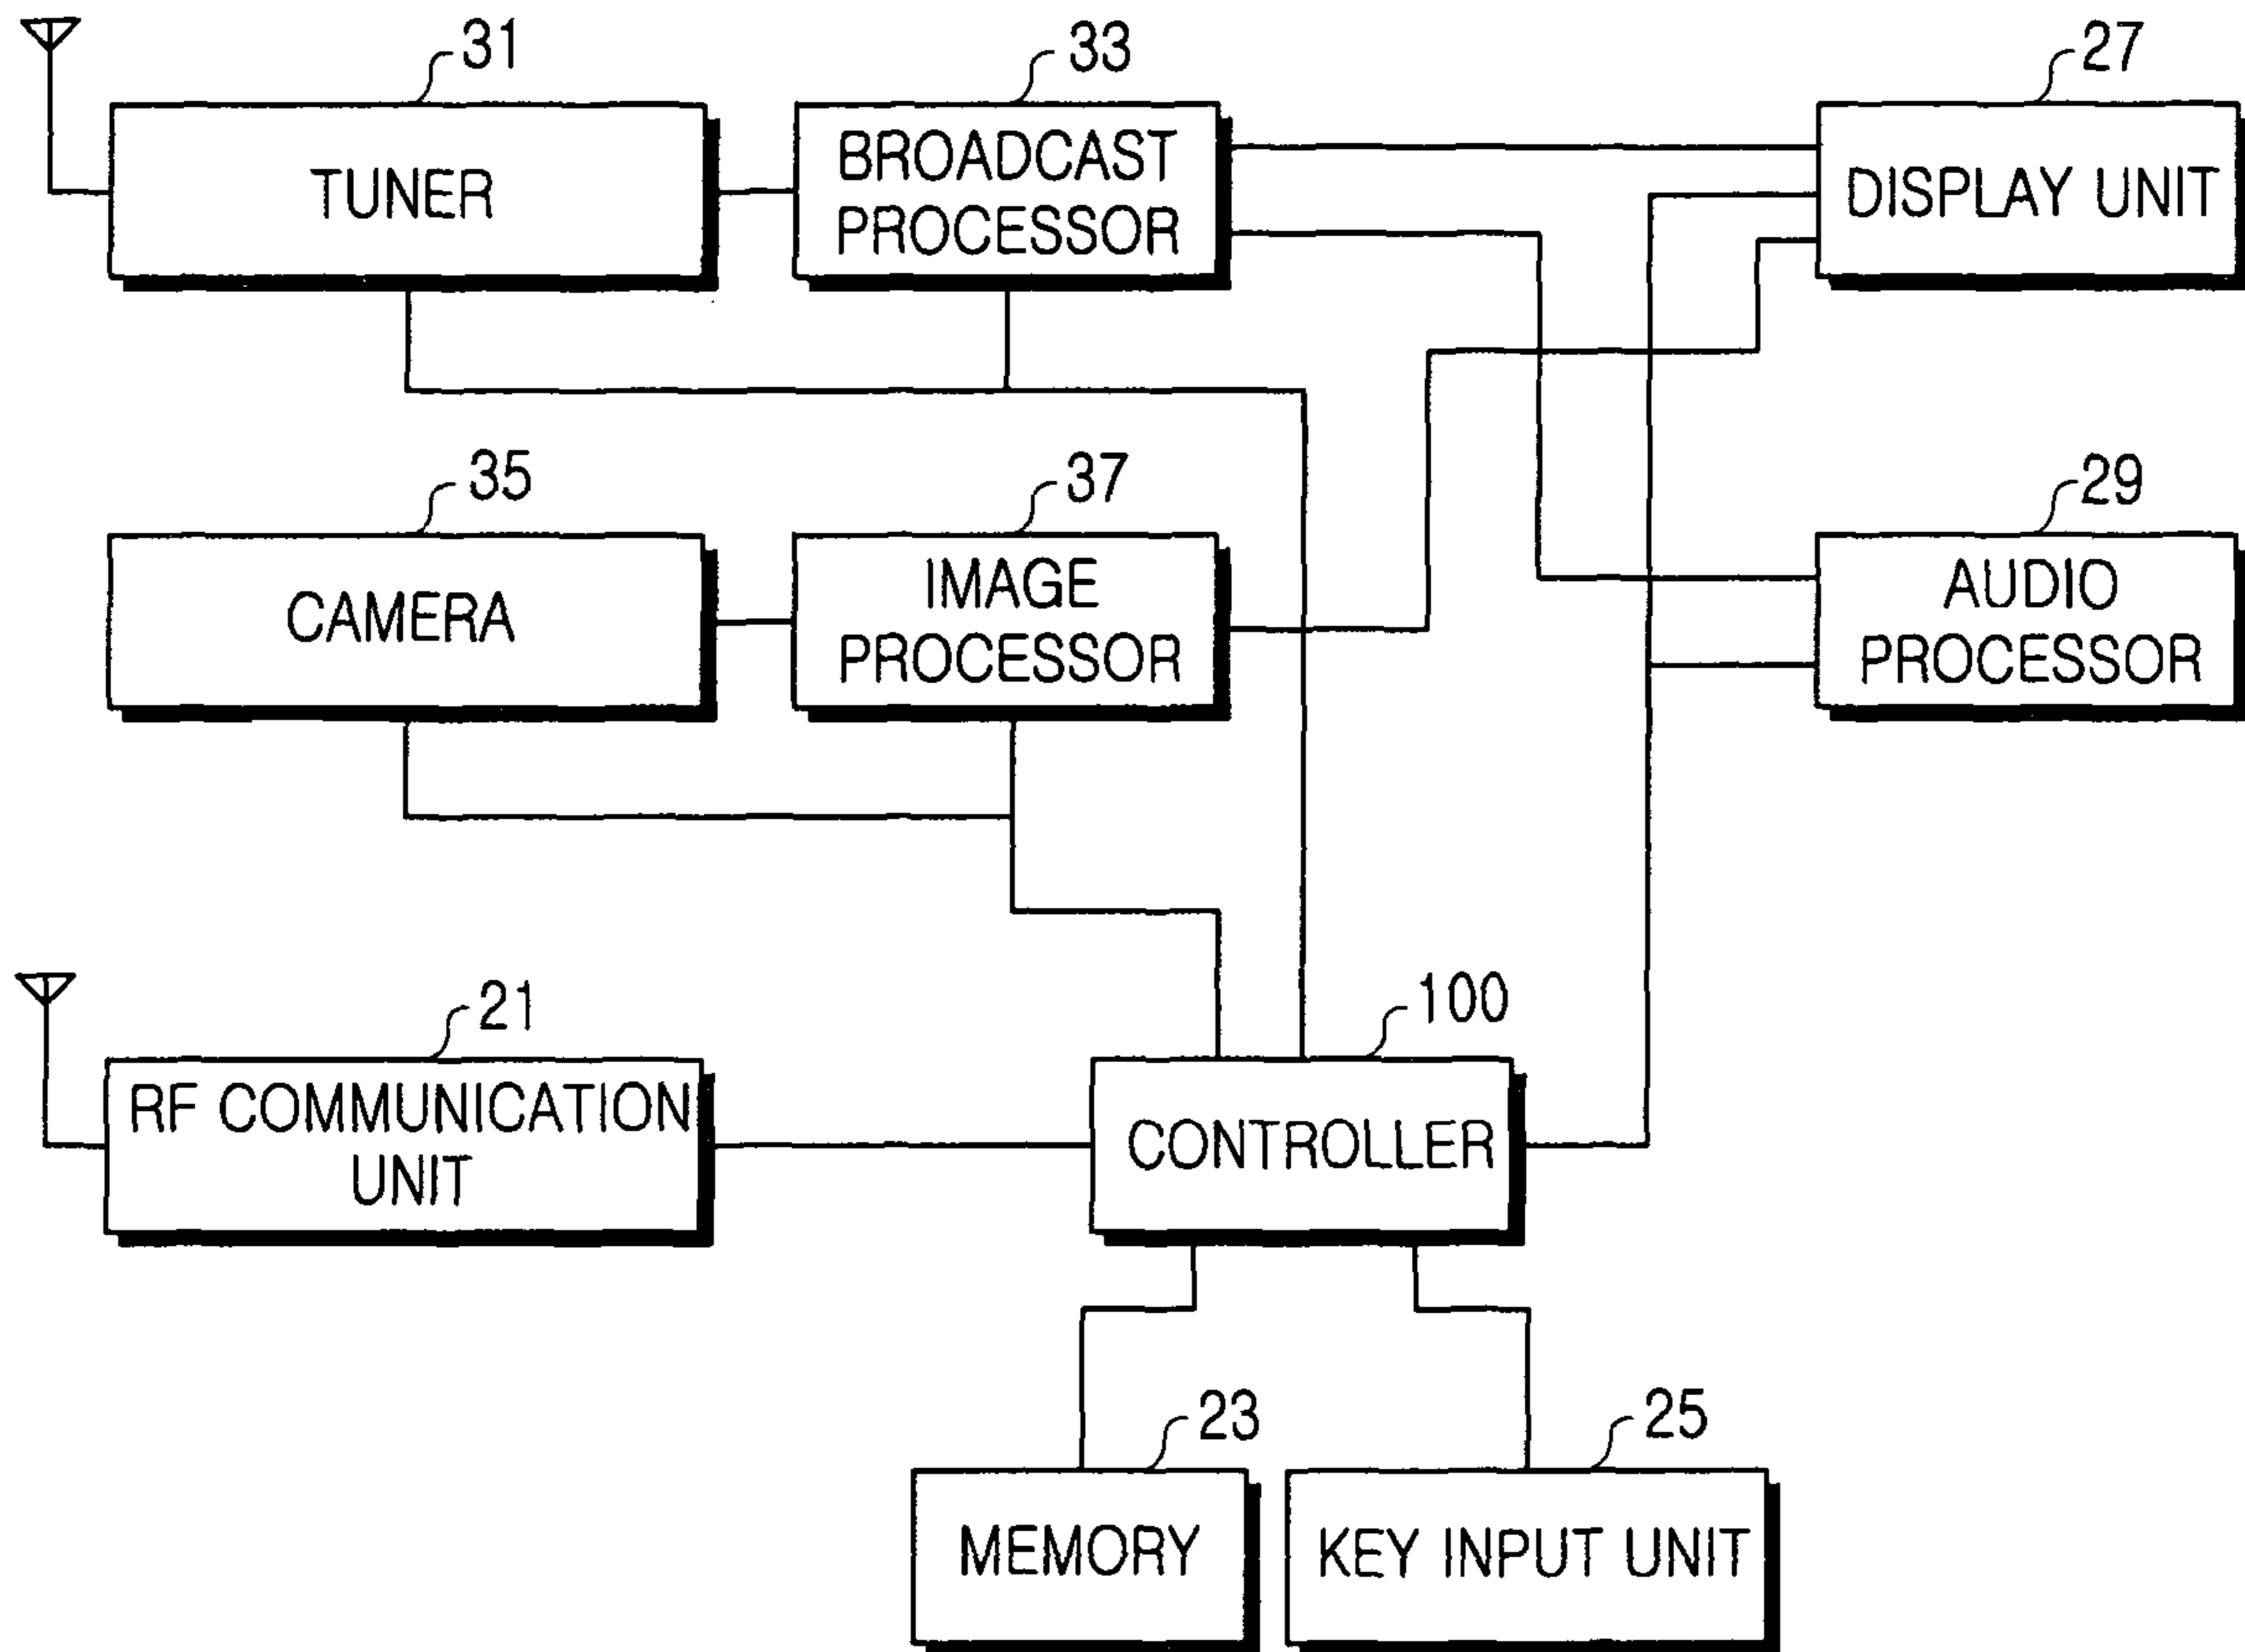 31
33
27
TUNER
BROADCAST
PROCESSOR
DISPLAY UNIT
35
37
29
CAMERA
IMAGE
PROCESSOR
AUDIO
PROCESSOR
21
100
RF COMMUNICATION
UNIT
CONTROLLER
23
25
MEMORY
KEY INPUT UNIT